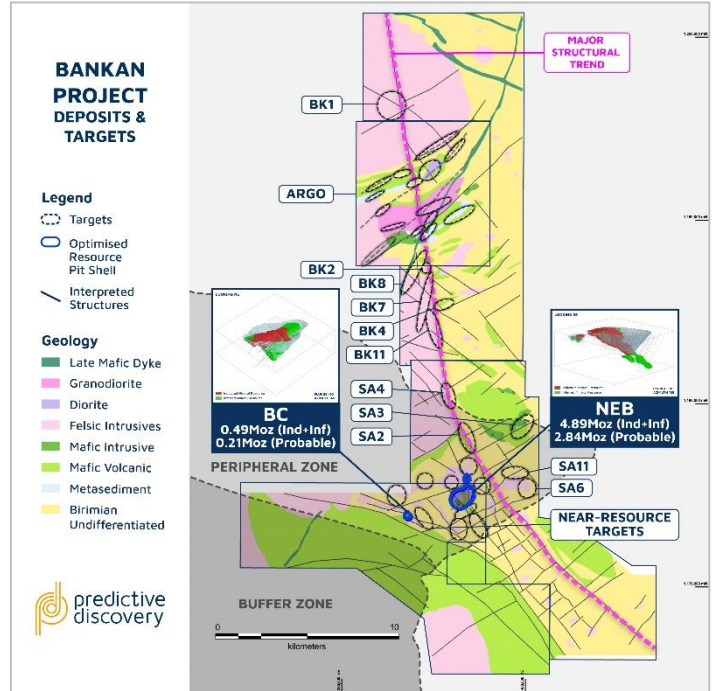 BANKAN
PROJECT
DEPOSITS &
TARGETS
Legend
Targets
Optimised
Resource
Pit Shell
Interpreted
Structures
Geology
Late Mafic Dyke
Granodiorite
Diorite
Felsic Intrusives
Mafic Intrusive
Mafic Volcanic
Metasediment
Birimian
Undifferentiated
predictive
discovery
MAJOR
STRUCTURAL
TREND
BK1
ARGO
BK2
BK8
BK7
BK4
BK11
SA4
SA3
SA2
BC
0.49Moz (Ind+Inf)
0.21Moz (Probable)
NEB
4.89Moz (Ind+Inf)
2.84Moz (Probable)
SA11
SA6
NEAR-RESOURCE
TARGETS
PERIPHERAL ZONE
BUFFER ZONE
0
10
kilometers